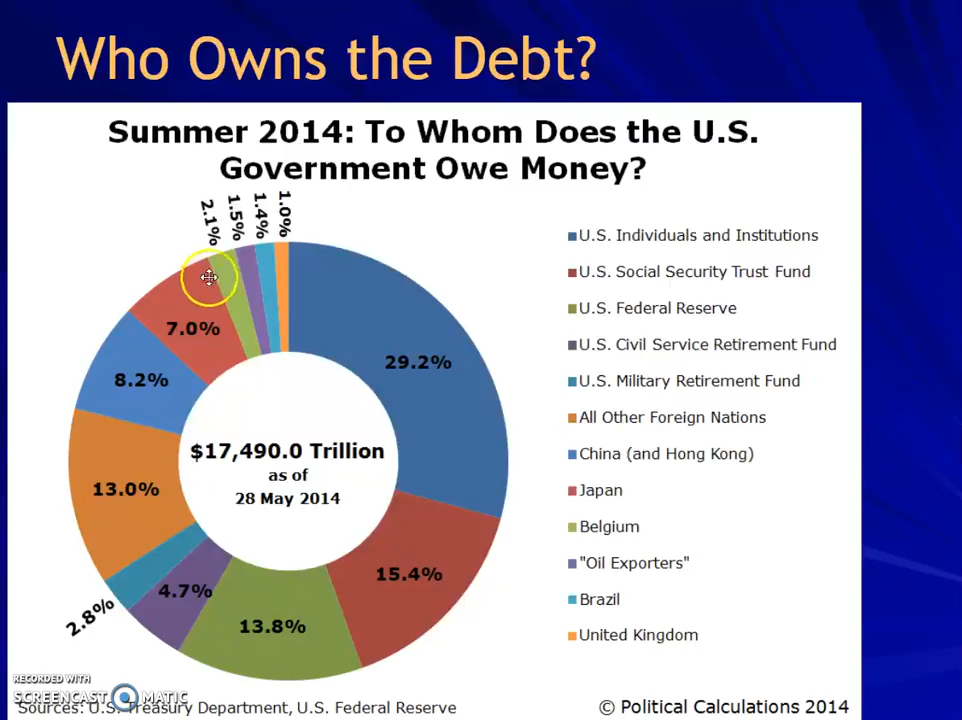 Who Owns the Debt?
Summer 2014: To Whom Does the U.S.
Government Owe Money?
1.0%
1.4%
1.5%
2.1%
7.0%
8.2%
13.0%
2.8%
4.7%
13.8%
15.4%
29.2%
$17,490.0 Trillion
as of
28 May 2014
U.S. Individuals and Institutions
U.S. Social Security Trust Fund
U.S. Federal Reserve
U.S. Civil Service Retirement Fund
U.S. Military Retirement Fund
All Other Foreign Nations
China (and Hong Kong)
Japan
Belgium
"Oil Exporters"
Brazil
United Kingdom
RECORDED WITH
SCREENCAST MATIC
Sources: U.S. Treasury Department, U.S. Federal Reserve
© Political Calculations 2014